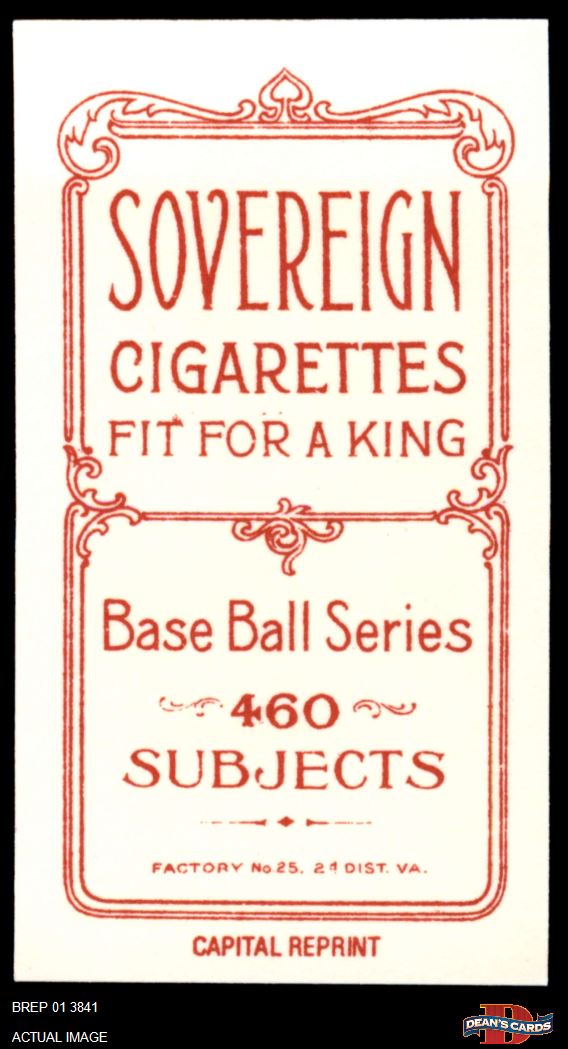 SOVEREIGN
CIGARETTES
FIT FOR A KING
Base Ball Series
460
SUBJECTS
FACTORY No 25. 2d DIST. VA.
CAPITAL REPRINT
BREP 01 3841
ACTUAL IMAGE
D
DEAN'S CARDS